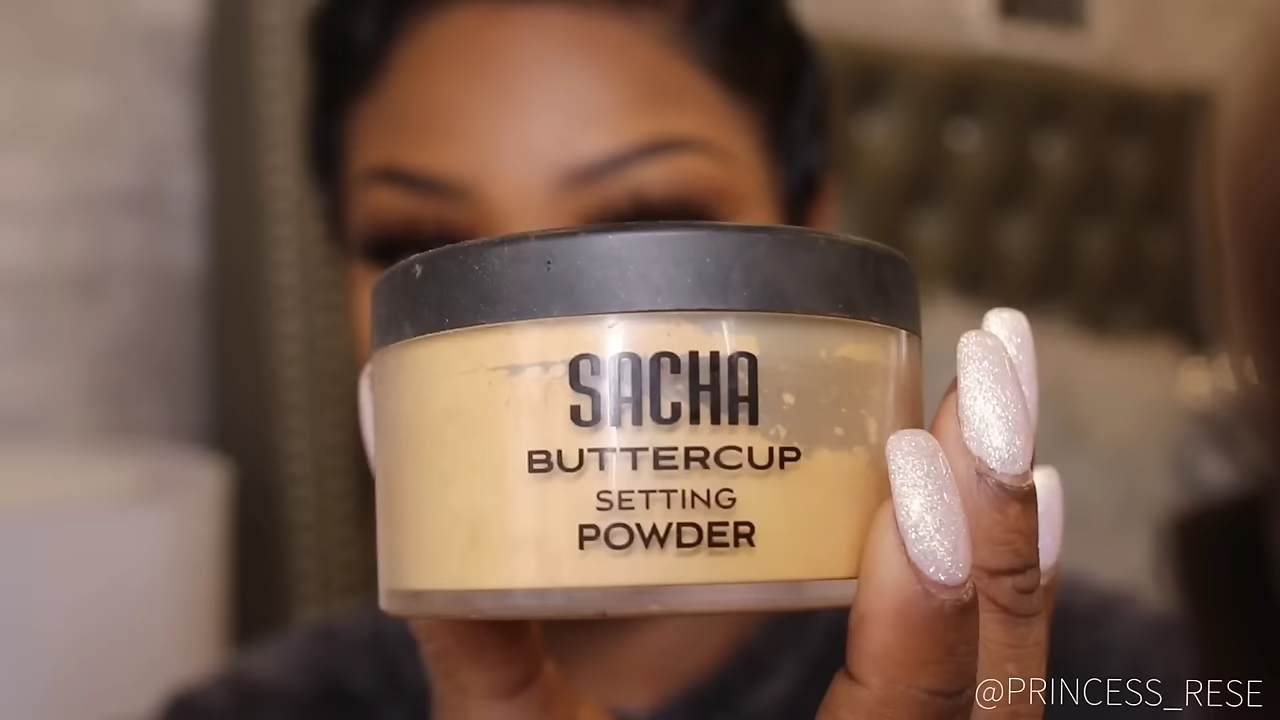 SACHA
BUTTERCUP
SETTING
POWDER
@PRINCESS_RESE